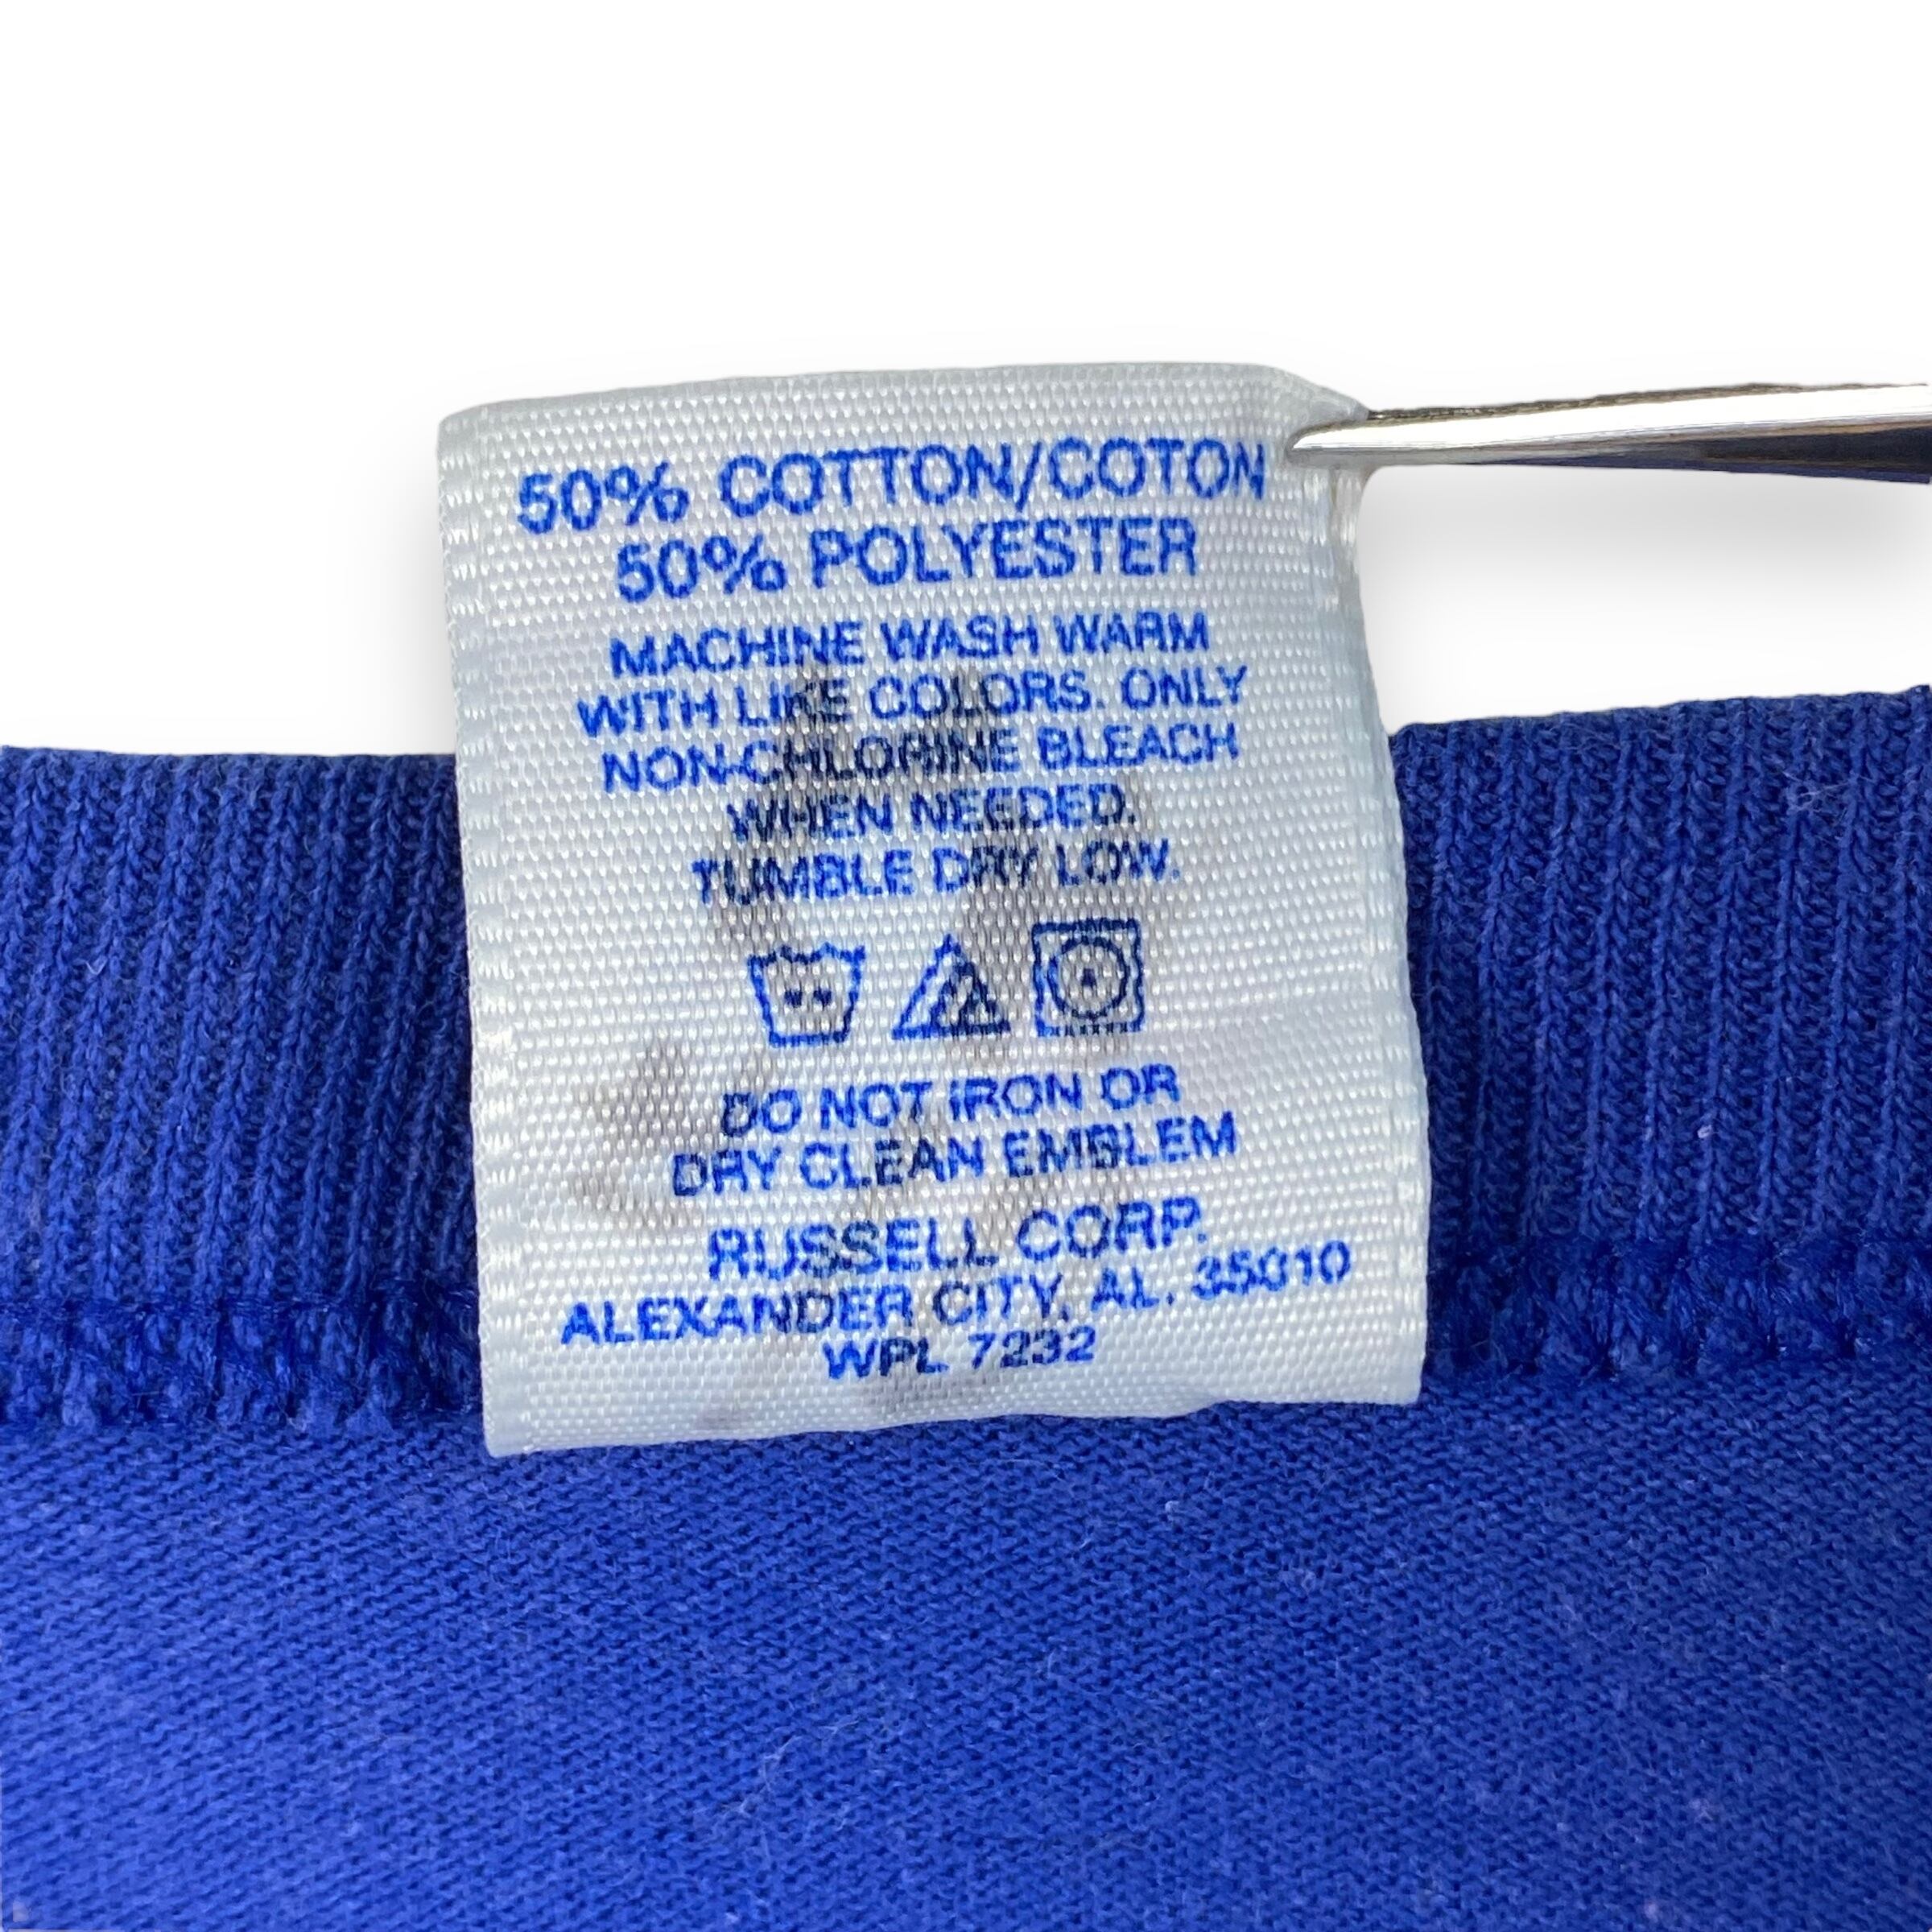 50% COTTON/COTON
50% POLYESTER
MACHINE WASH WARM
WITH LIKE COLORS. ONLY
NON-CHLORINE BLEACH
WHEN NEEDED.
TUMBLE DRY LOW.
DO NOT IRON OR
DRY CLEAN EMBLEM
RUSSELL CORP.
ALEXANDER CITY, AL. 35010
WPL 7232